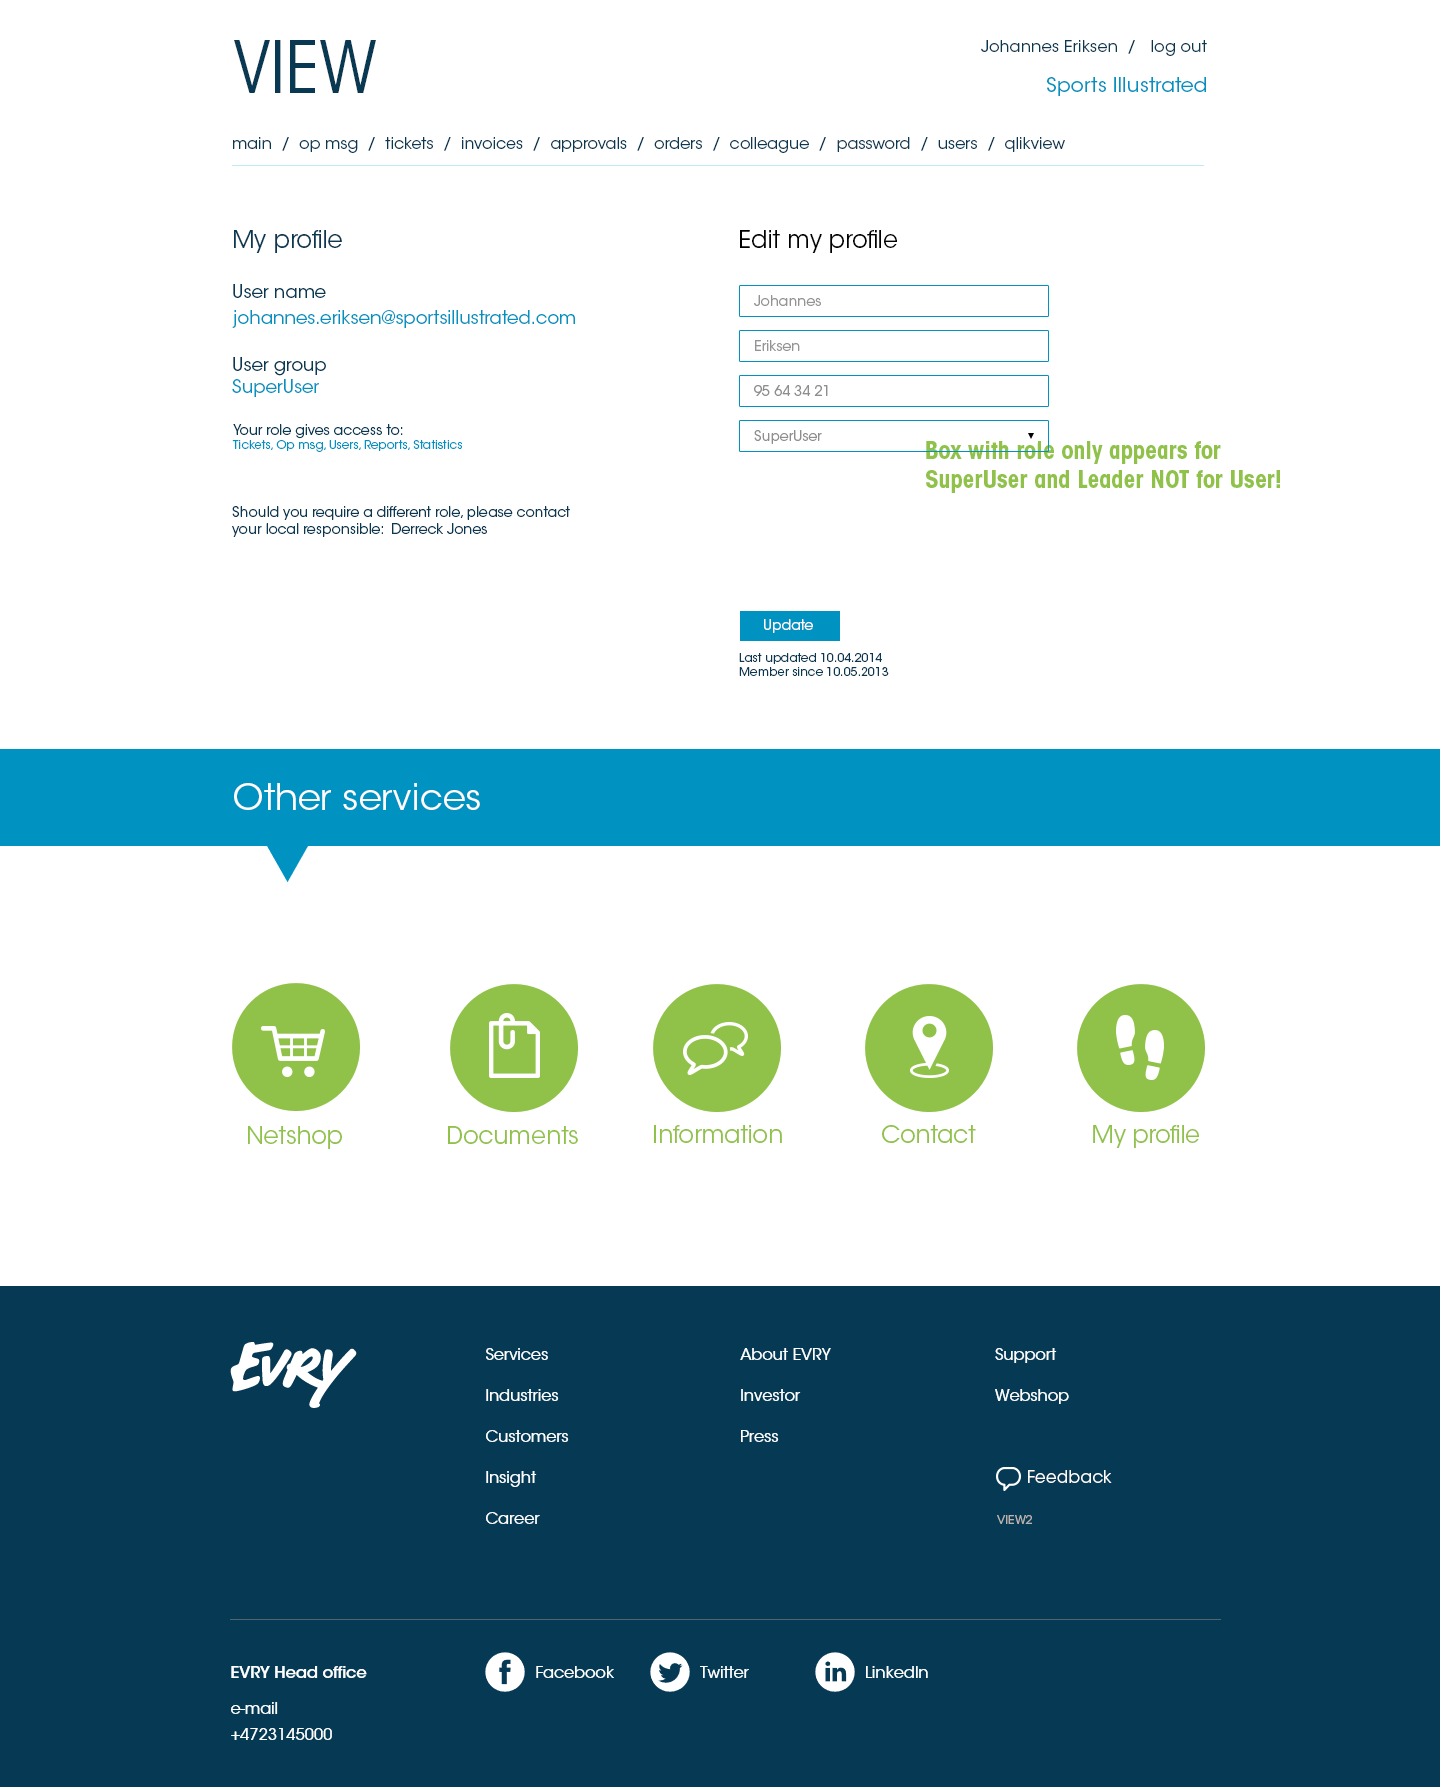 VIEW
Johannes Eriksen / log out
Sports Illustrated
main / op msg / tickets / invoices / approvals / orders / colleague / password / users / qlikview
My profile
User name
johannes.eriksen@sportsillustrated.com
User group
SuperUser
Your role gives access to:
Tickets, Op msg, Users, Reports, Statistics
Should you require a different role, please contact
your local responsible: Derreck Jones
Edit my profile
Johannes
Eriksen
95 64 34 21
SuperUser
Box with role only appears for
SuperUser and Leader NOT for User!
Update
Last updated 10.04.2014
Member since 10.05.2013
Other services
Netshop
Documents
Information
Contact
My profile
EVRY
Services
Industries
Customers
Insight
Career
About EVRY
Investor
Press
Support
Webshop
Feedback
VIEW2
EVRY Head office
e-mail
+4723145000
Facebook
Twitter
LinkedIn